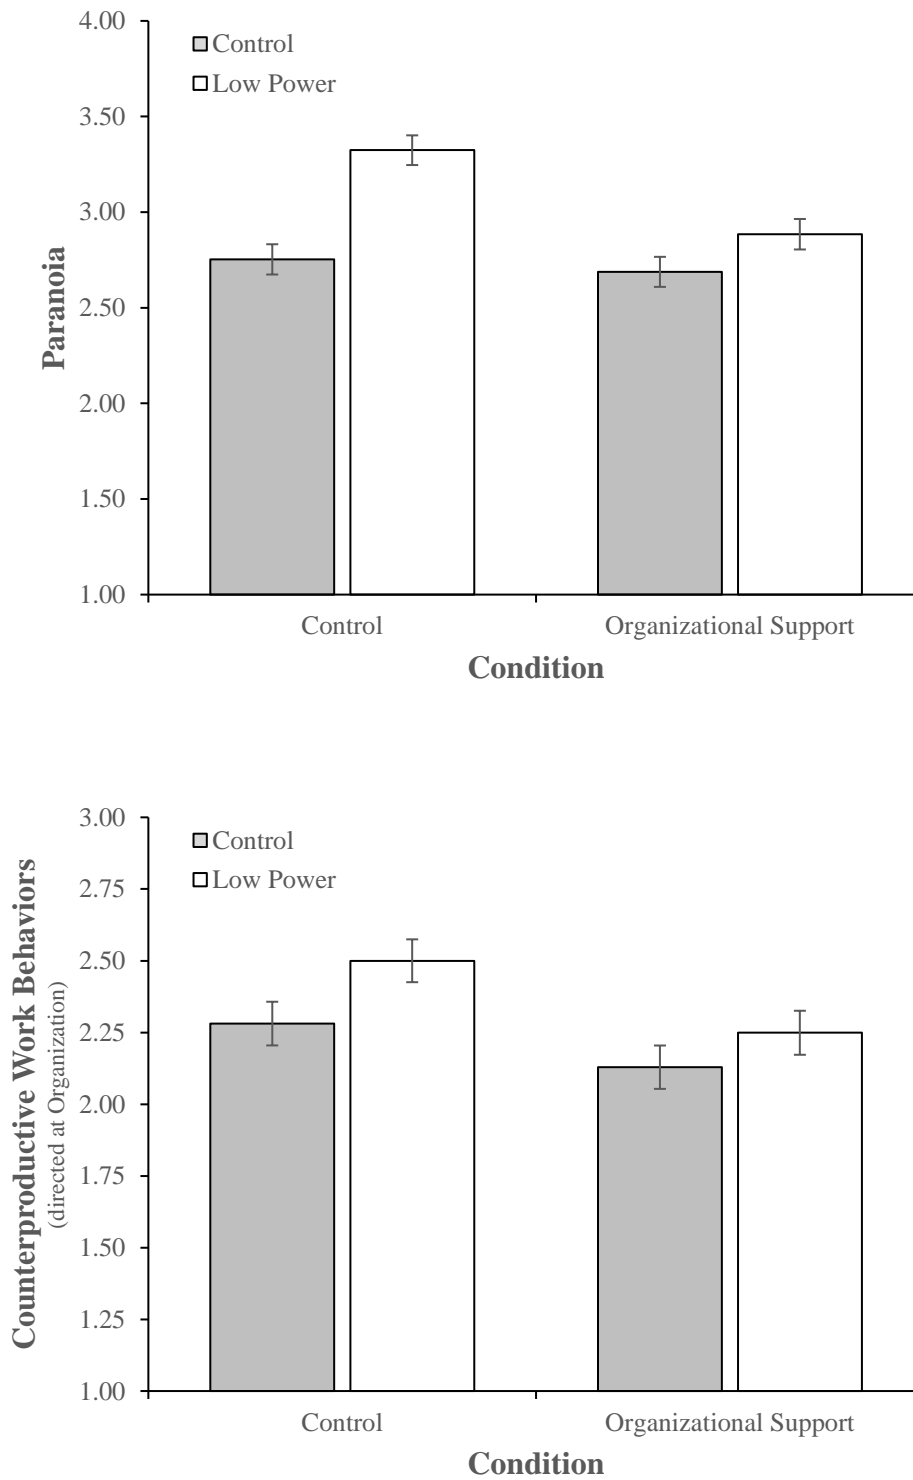 4.00
Control
Low Power
3.50
3.00
Paranoia
2.50
2.00
1.50
1.00
Control Organizational Support
Condition
3.00
Control
Low Power
2.75
2.50
Counterproductive Work Behaviors
(directed at Organization)
2.25
2.00
1.75
1.50
1.25
1.00
Control Organizational Support
Condition